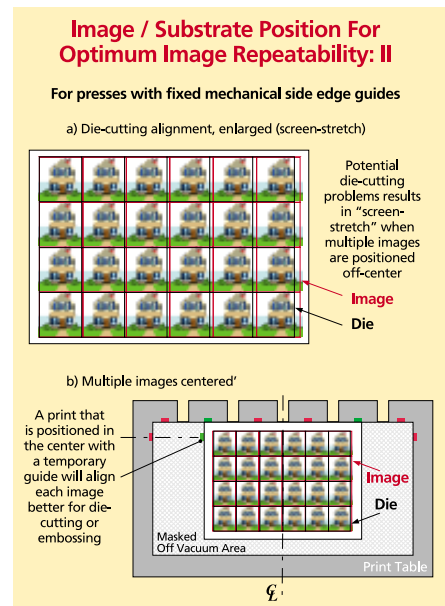 Image / Substrate Position For
Optimum Image Repeatability: II
For presses with fixed mechanical side edge guides
a) Die-cutting alignment, enlarged (screen-stretch)
Potential
die-cutting
problems results
in “screen-
stretch” when
multiple images
are positioned
off-center
Image
Die
b) Multiple images centered’
A print that
is positioned in
the center with
a temporary
guide will align
each image
better for die-
cutting or
embossing
Image
Die
Masked
Off Vacuum Area
Print Table
℄